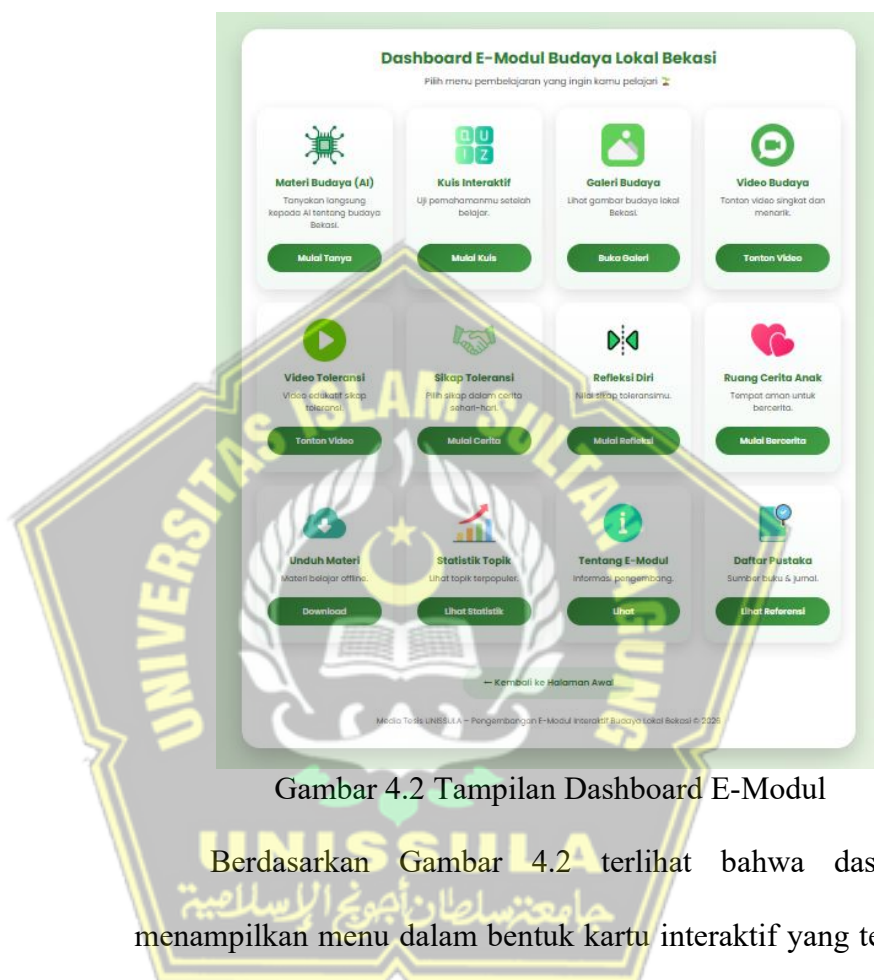 Dashboard E-Modul Budaya Lokal Bekasi
Pilih menu pembelajaran yang ingin kamu pelajari
QU
IZ
Materi Budaya (AI)
Tanyakan langsung
kepada AI tentang budaya
Bekasi.
Mulai Tanya
Kuis Interaktif
Uji pemahamanmu setelah
belajar.
Mulai Kuis
Galeri Budaya
Lihat gambar budaya lokal
Bekasi.
Buka Galeri
Video Budaya
Tonton video singkat dan
menarik.
Tonton Video
Video Toleransi
Video edukatif sikap
toleransi.
Tonton Video
Sikap Toleransi
Pilih sikap dalam cerita
sehari-hari.
Mulai Cerita
Refleksi Diri
Nilai sikap toleransimu.
Mulai Refleksi
Ruang Cerita Anak
Tempat aman untuk
bercerita.
Mulai Bercerita
Unduh Materi
Materi belajar offline.
Download
Statistik Topik
Lihat topik terpopuler.
Lihat Statistik
Tentang E-Modul
Informasi pengembang.
Lihat
Daftar Pustaka
Sumber buku & jurnal.
Lihat Referensi
← Kembali ke Halaman Awal
Media Tesis UNISSULA – Pengembangan E-Modul Interaktif Budaya Lokal Bekasi © 2026
UNIVERSITAS ISLAM SULTAN AGUNG
UNISSULA
جامعتنسلطان أجونج الإسلامية
Gambar 4.2 Tampilan Dashboard E-Modul
Berdasarkan Gambar 4.2 terlihat bahwa das
menampilkan menu dalam bentuk kartu interaktif yang te